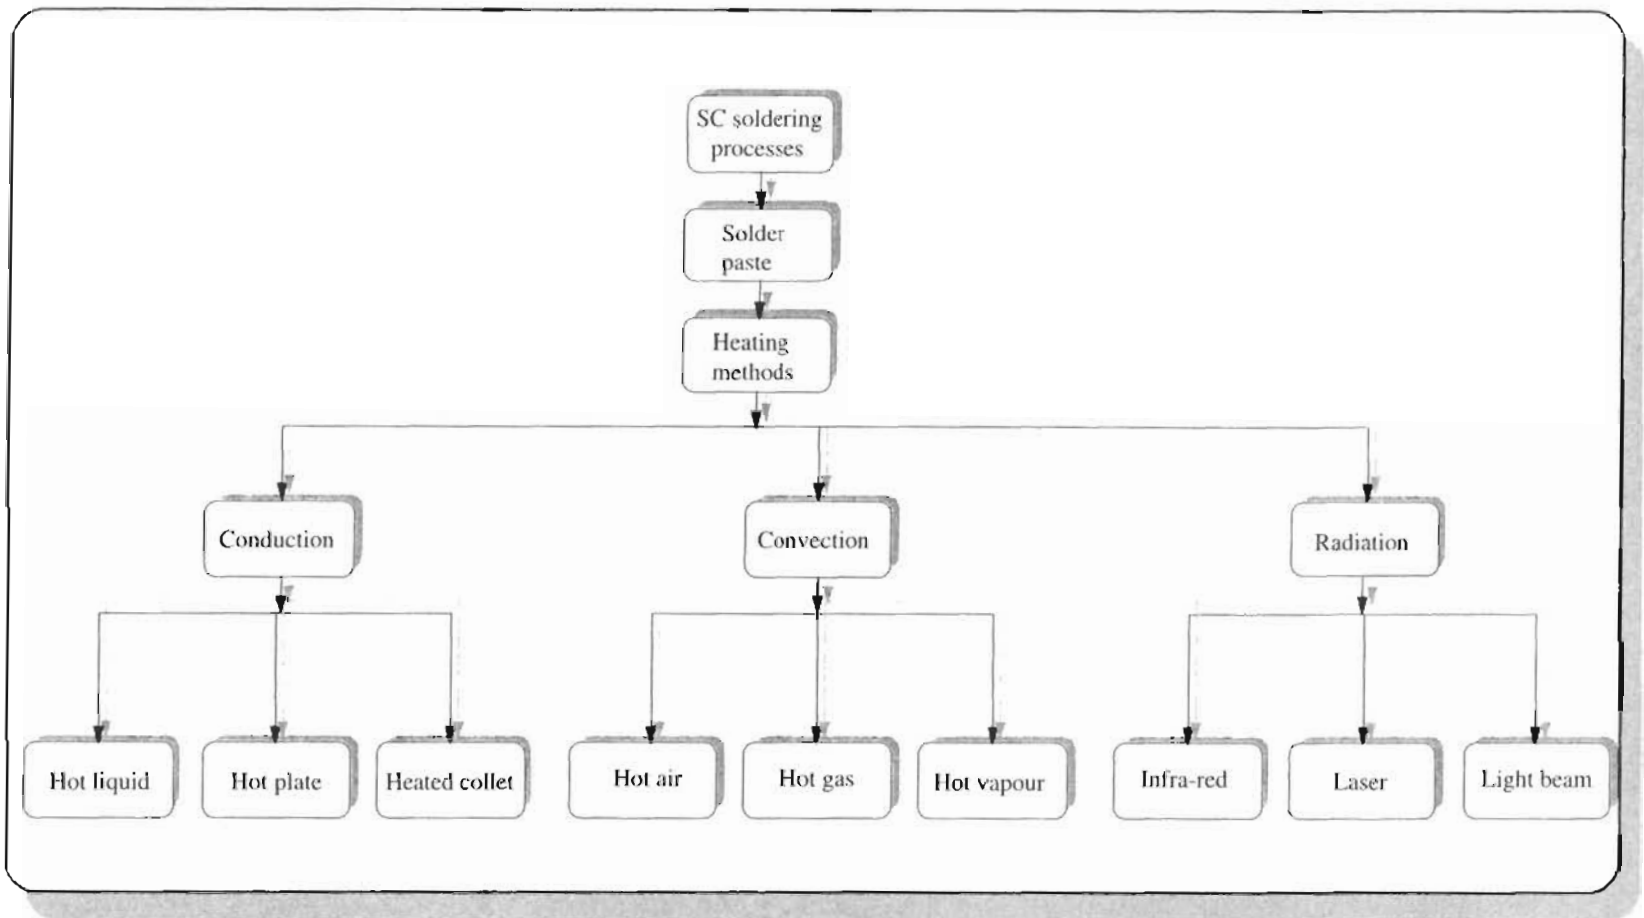 SC soldering
processes
Solder
paste
Heating
methods
Conduction
Convection
Radiation
Hot liquid
Hot plate
Heated collet
Hot air
Hot gas
Hot vapour
Infra-red
Laser
Light beam